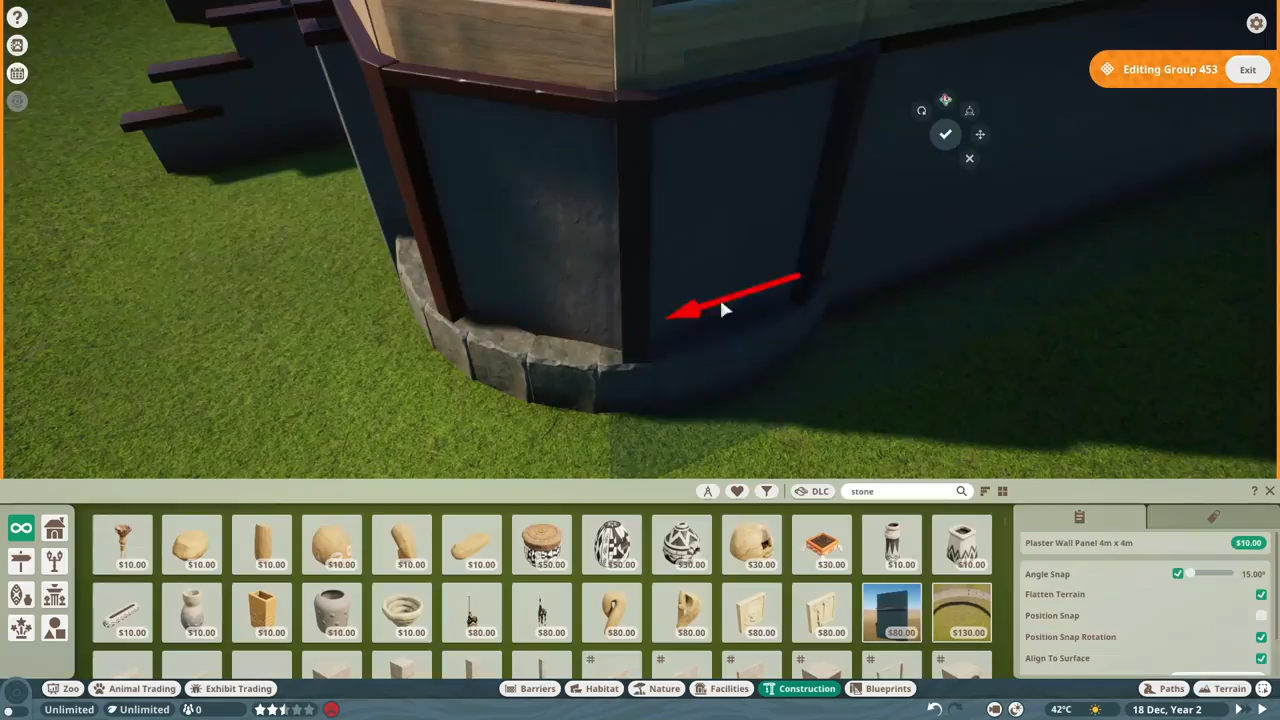 ?
Editing Group 453
Exit
DLC
stone
?
$10.00 $10.00 $10.00 $10.00 $10.00 $10.00 $50.00 $50.00 $30.00 $30.00 $30.00 $10.00 $10.00
$10.00 $10.00 $10.00 $10.00 $10.00 $80.00 $80.00 $80.00 $80.00 $80.00 $80.00 $80.00 $130.00
Plaster Wall Panel 4m x 4m
$10.00
Angle Snap
15.00°
Flatten Terrain
Position Snap
Position Snap Rotation
Align To Surface
Zoo
Animal Trading
Exhibit Trading
Barriers
Habitat
Nature
Facilities
Construction
Blueprints
Paths
Terrain
Unlimited
Unlimited
0
42°C
18 Dec, Year 2